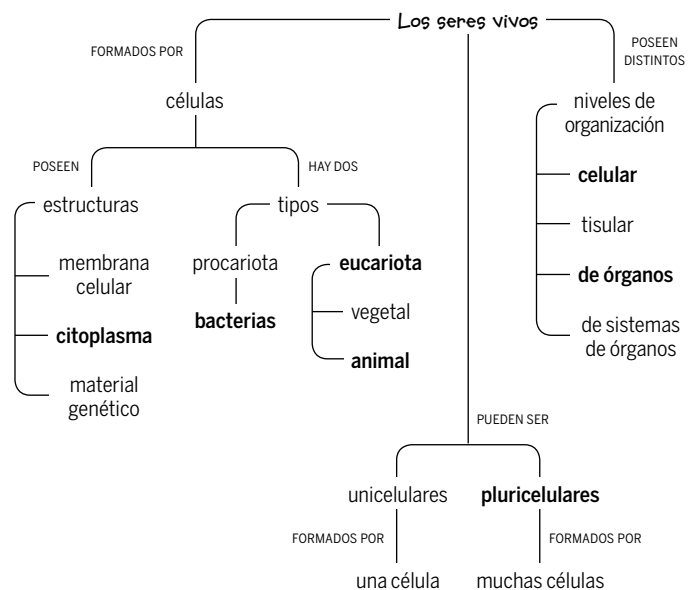 Los seres vivos
FORMADOS POR
células
POSEEN
estructuras
membrana
celular
citoplasma
material
genético
HAY DOS
tipos
procariota
bacterias
eucariota
vegetal
animal
PUEDEN SER
unicelulares
FORMADOS POR
una célula
pluricelulares
FORMADOS POR
muchas células
POSEEN
DISTINTOS
niveles de
organización
celular
tisular
de órganos
de sistemas
de órganos